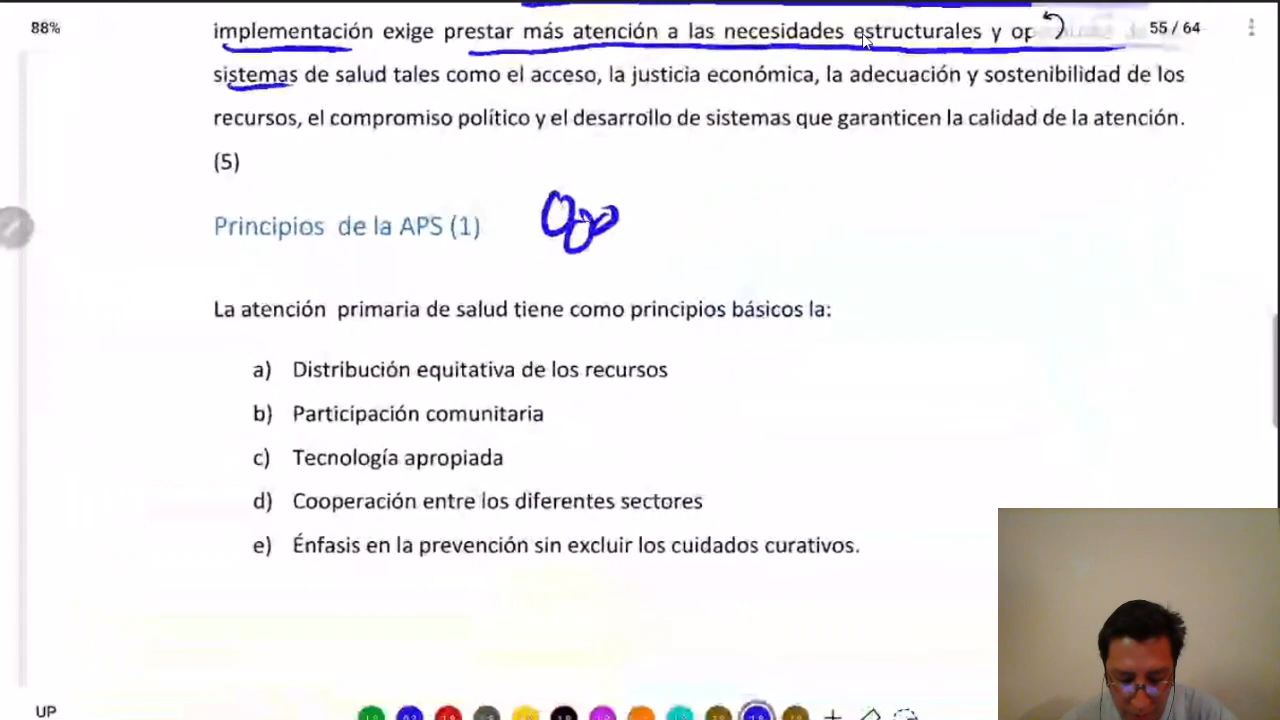 88%
implementación exige prestar más atención a las necesidades estructurales y
55 / 64
sistemas de salud tales como el acceso, la justicia económica, la adecuación y sostenibilidad de los
recursos, el compromiso político y el desarrollo de sistemas que garanticen la calidad de la atención.
(5)
Principios de la APS (1)
La atención primaria de salud tiene como principios básicos la:
a) Distribución equitativa de los recursos
b) Participación comunitaria
c) Tecnología apropiada
d) Cooperación entre los diferentes sectores
e) Énfasis en la prevención sin excluir los cuidados curativos.
UP